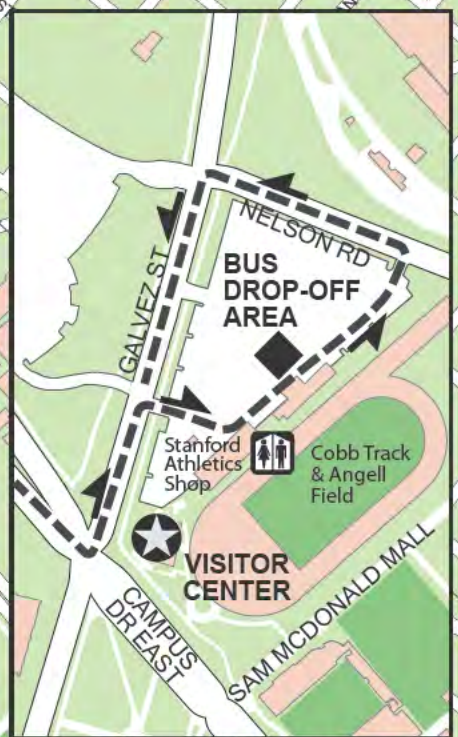 NELSON RD
BUS
DROP-OFF
AREA
GALVEZ ST
Stanford
Athletics
Shop
Cobb Track
& Angell
Field
VISITOR
CENTER
CAMPUS
DR EAST
SAM MCDONALD MALL